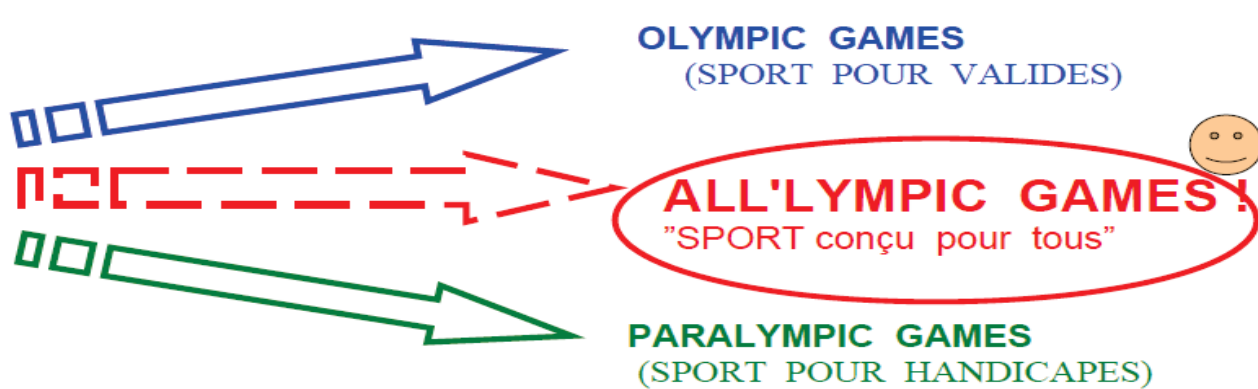 OLYMPIC GAMES
(SPORT POUR VALIDES)
ALL'LYMPIC GAMES !
”SPORT conçu pour tous”
PARALYMPIC GAMES
(SPORT POUR HANDICAPES)